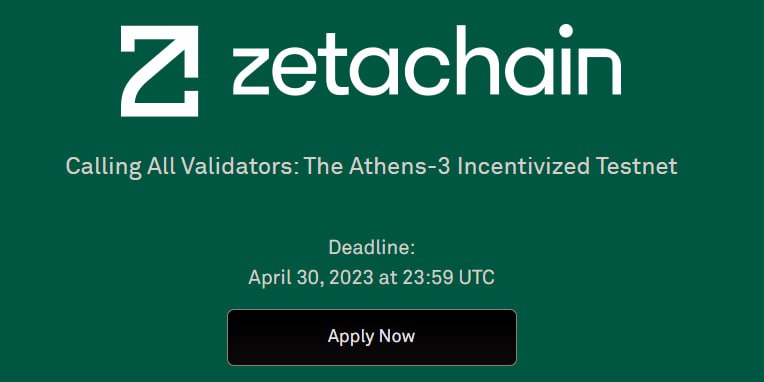 zetachain
Calling All Validators: The Athens-3 Incentivized Testnet
Deadline:
April 30, 2023 at 23:59 UTC
Apply Now